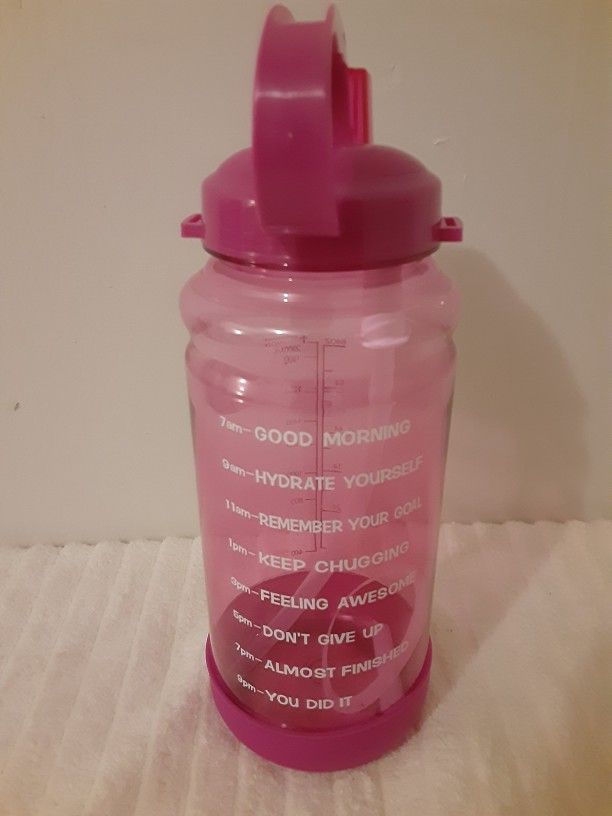 7am-GOOD MORNING
9am-HYDRATE YOURSELF
11am-REMEMBER YOUR GOAL
1pm-KEEP CHUGGING
3pm-FEELING AWESOME
5pm-DON'T GIVE UP
7pm-ALMOST FINISHED
9pm-YOU DID IT